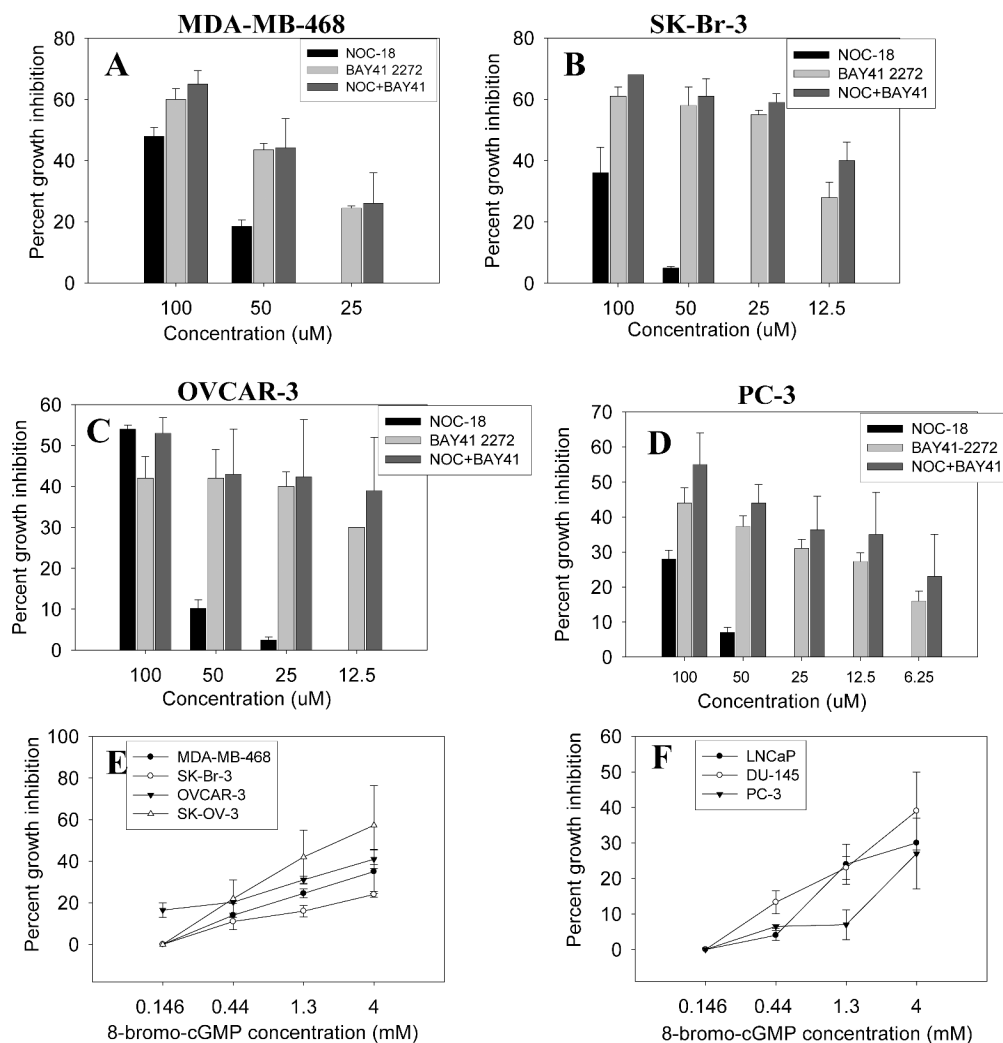 MDA-MB-468
A
NOC-18
BAY41 2272
NOC+BAY41
Percent growth inhibition
80
60
40
20
0
100 50 25
Concentration (uM)
SK-Br-3
B
NOC-18
BAY41 2272
NOC+BAY41
Percent growth inhibition
80
60
40
20
0
100 50 25 12.5
Concentration (uM)
OVCAR-3
C
NOC-18
BAY41 2272
NOC+BAY41
Percent growth inhibition
60
50
40
30
20
10
0
100 50 25 12.5
Concentration (uM)
PC-3
D
NOC-18
BAY41-2272
NOC+BAY41
Percent growth inhibition
70
60
50
40
30
20
10
0
100 50 25 12.5 6.25
Concentration (uM)
E
MDA-MB-468
SK-Br-3
OVCAR-3
SK-OV-3
Percent growth inhibition
100
80
60
40
20
0
0.146 0.44 1.3 4
8-bromo-cGMP concentration (mM)
F
LNCaP
DU-145
PC-3
Percent growth inhibition
60
50
40
30
20
10
0
0.146 0.44 1.3 4
8-bromo-cGMP concentration (mM)